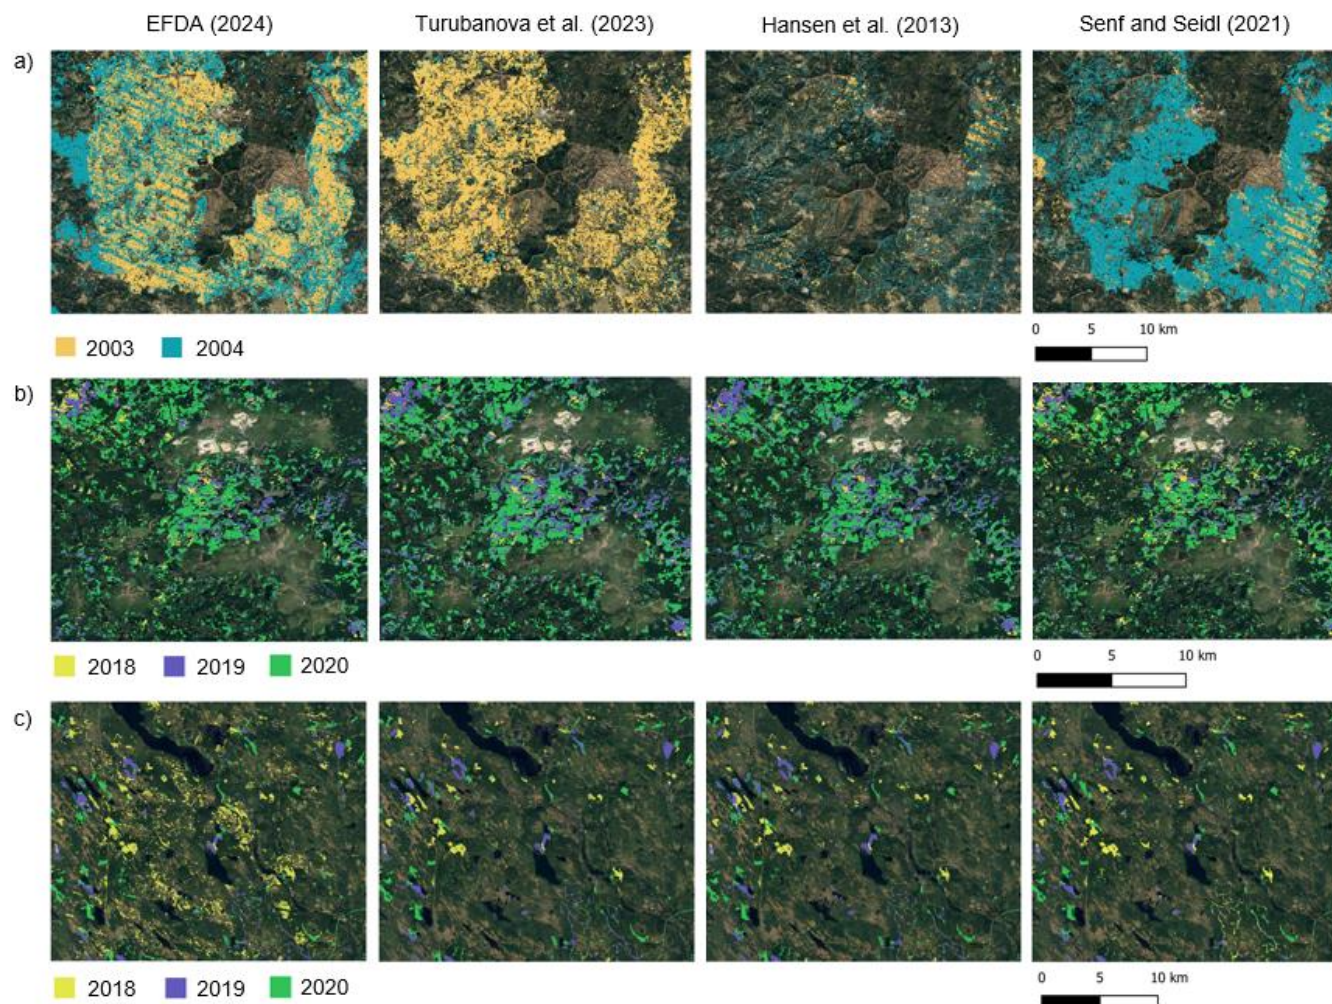 EFDA (2024) Turubanova et al. (2023) Hansen et al. (2013) Senf and Seidl (2021)
a)
2003 2004
0 5 10 km
b)
2018 2019 2020
0 5 10 km
c)
2018 2019 2020
0 5 10 km